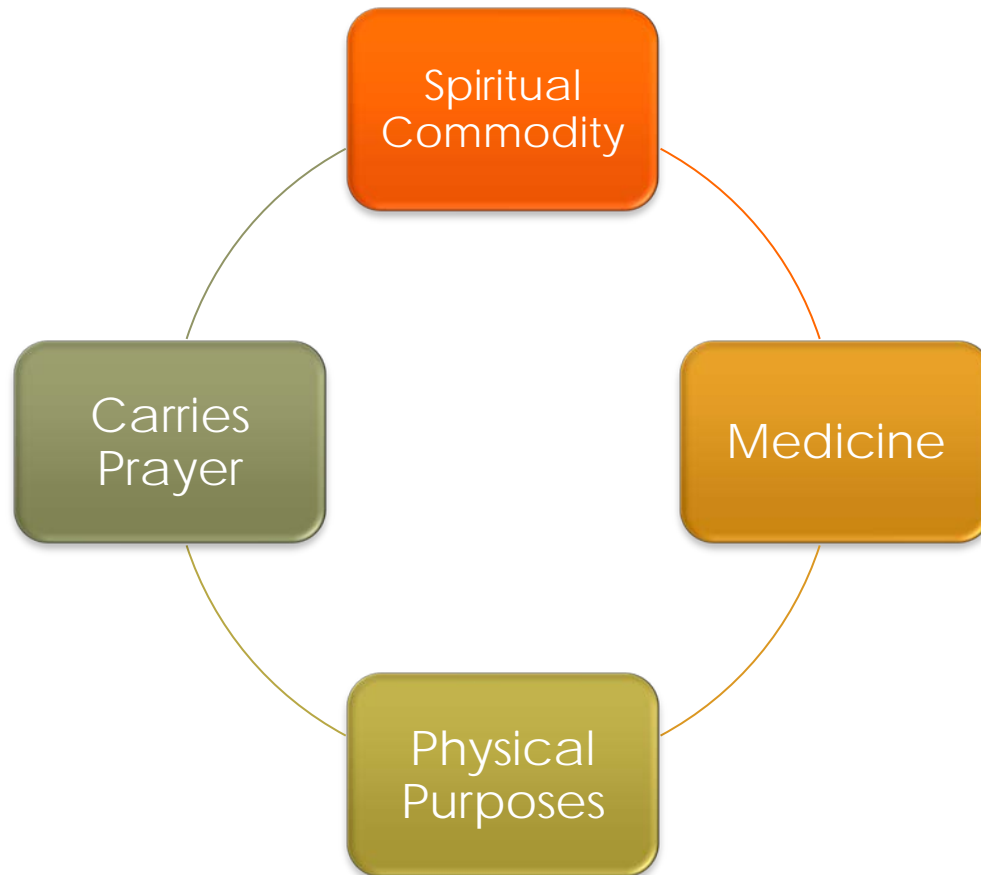 Spiritual
Commodity
Medicine
Physical
Purposes
Carries
Prayer